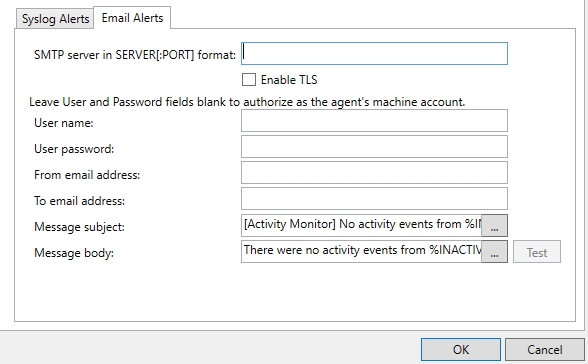 Syslog Alerts Email Alerts
SMTP server in SERVER[:PORT] format:
Enable TLS
Leave User and Password fields blank to authorize as the agent's machine account.
User name:
User password:
From email address:
To email address:
Message subject: [Activity Monitor] No activity events from ...
Message body: There were no activity events from %INACTIV ... Test
OK Cancel